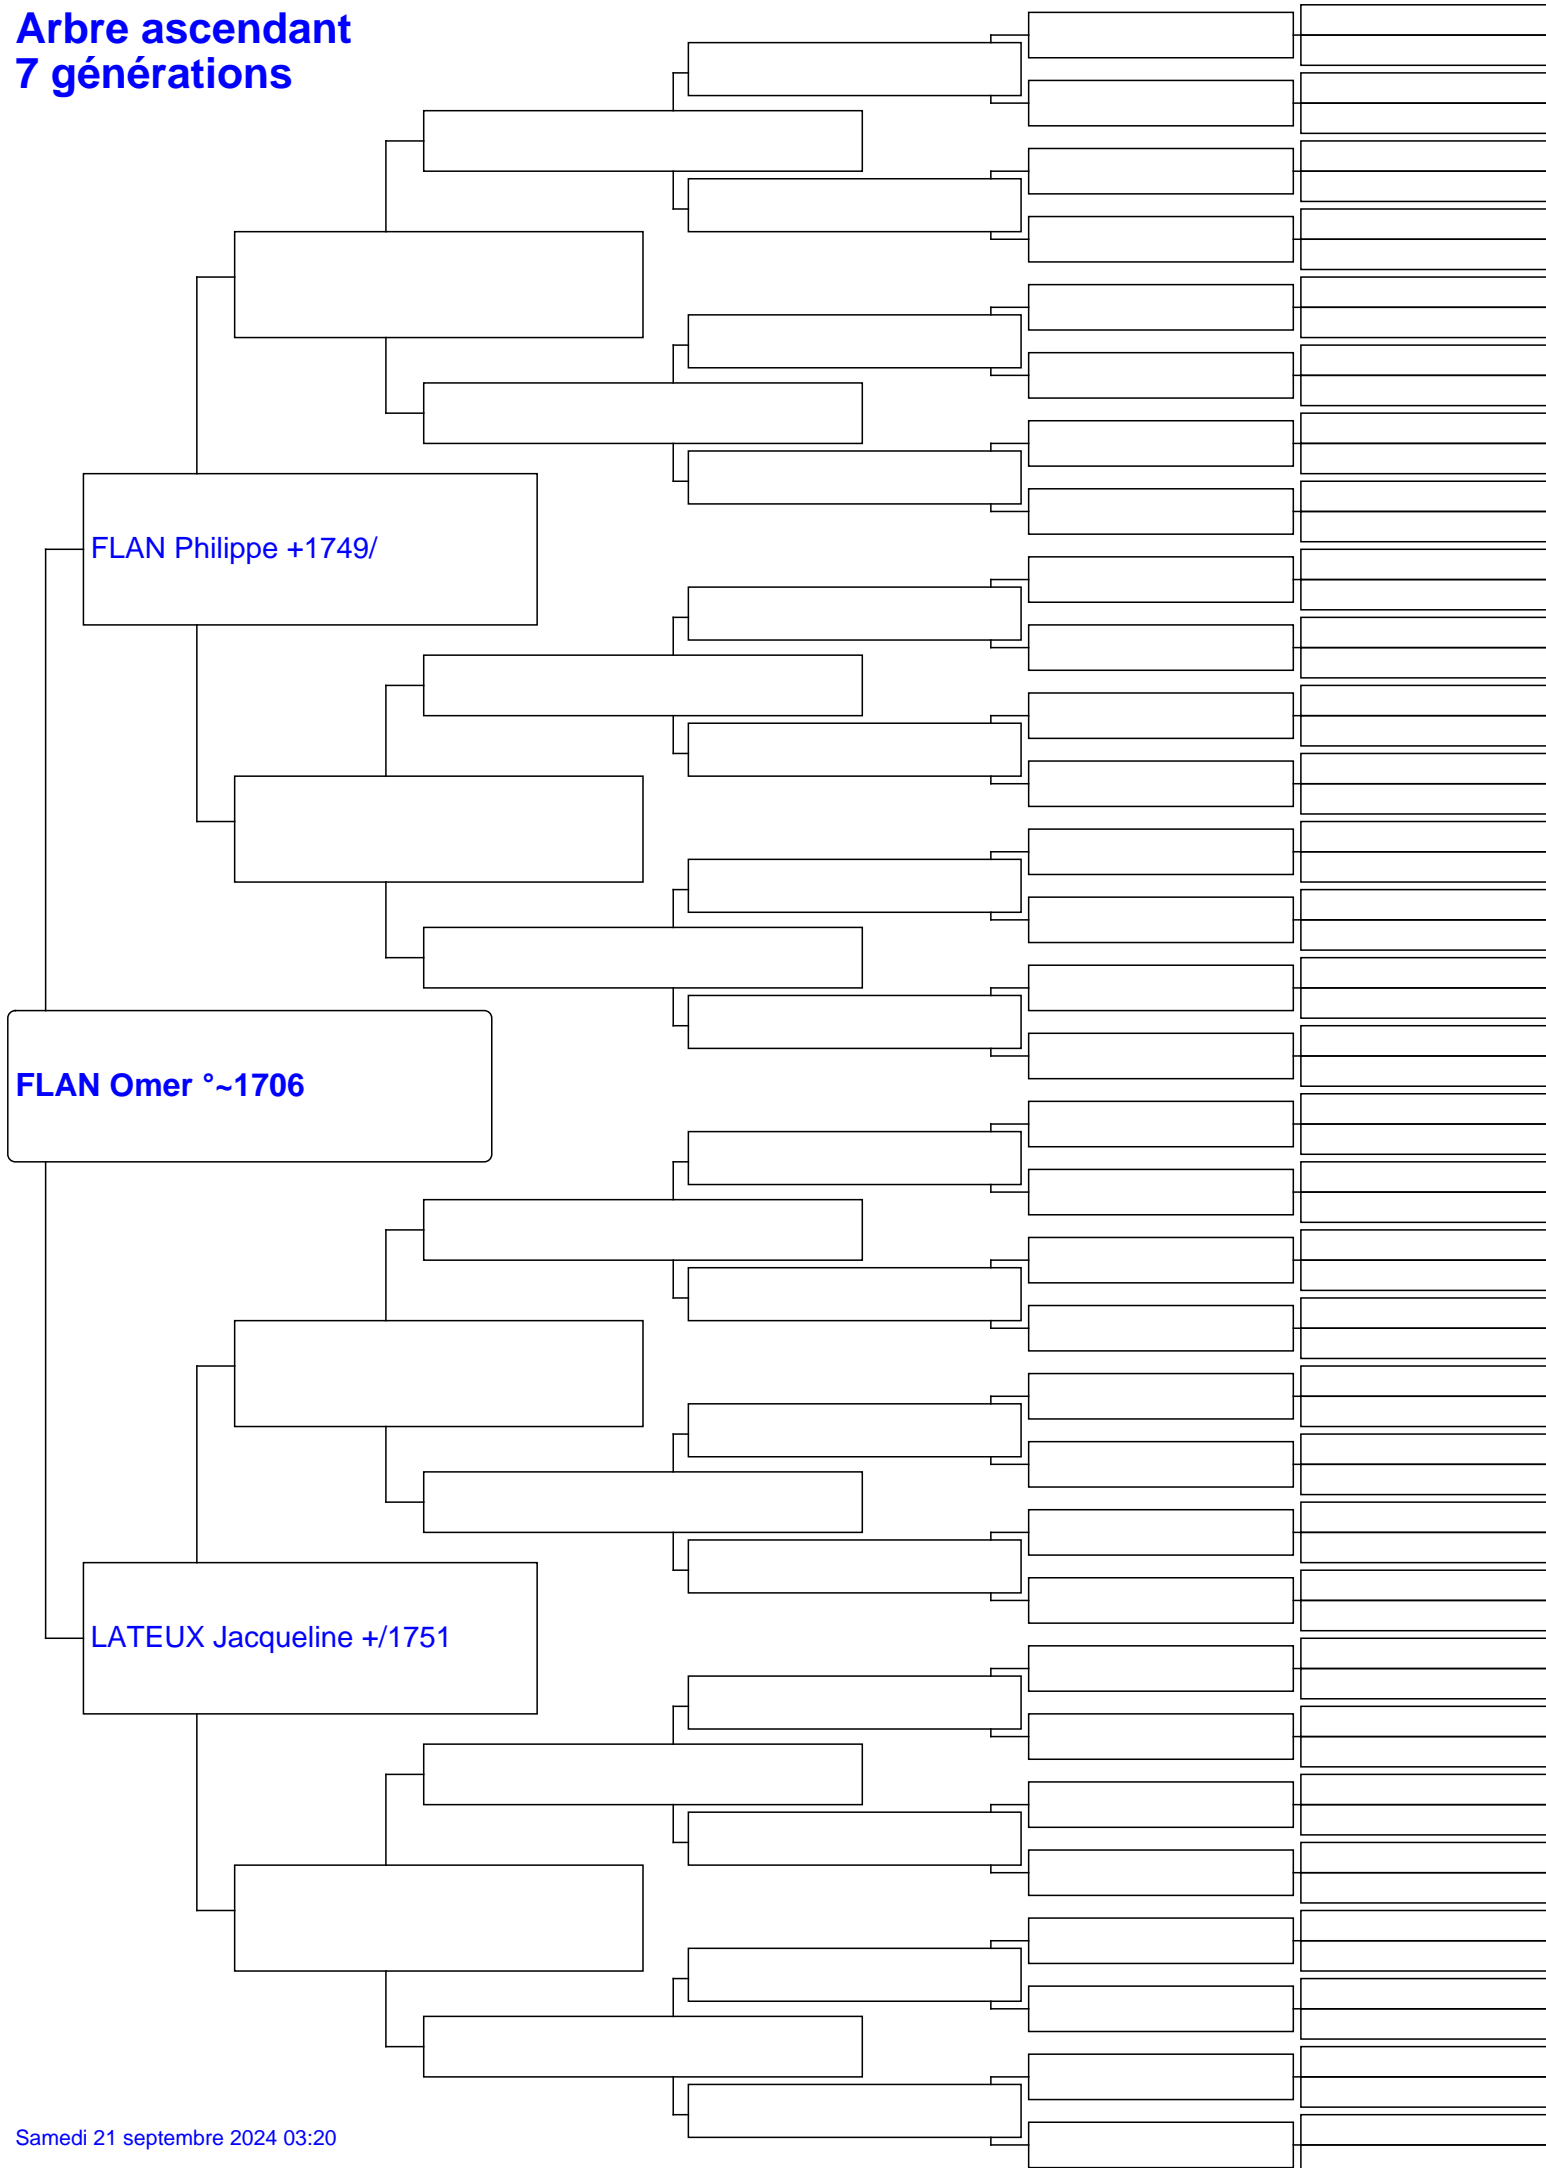 Arbre ascendant
7 générations
FLAN Philippe +1749/
FLAN Omer °~1706
LATEUX Jacqueline +/1751
Samedi 21 septembre 2024 03:20